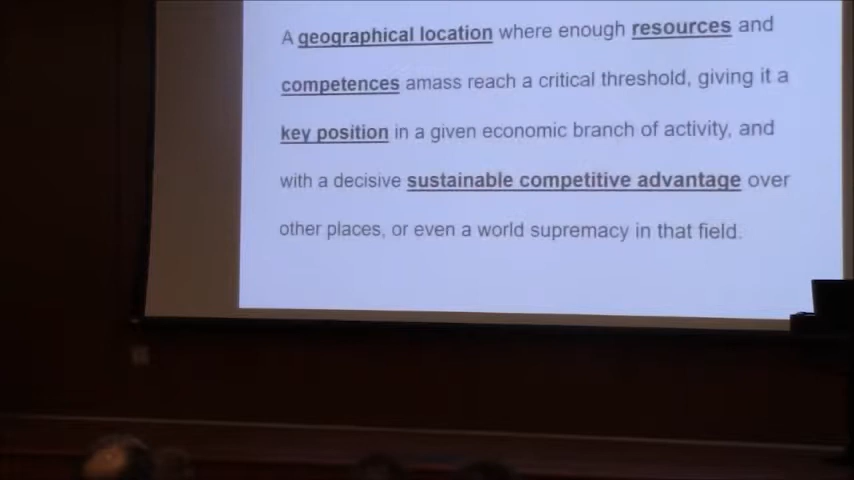 A geographical location where enough resources and
competences amass reach a critical threshold, giving it a
key position in a given economic branch of activity, and
with a decisive sustainable competitive advantage over
other places, or even a world supremacy in that field.